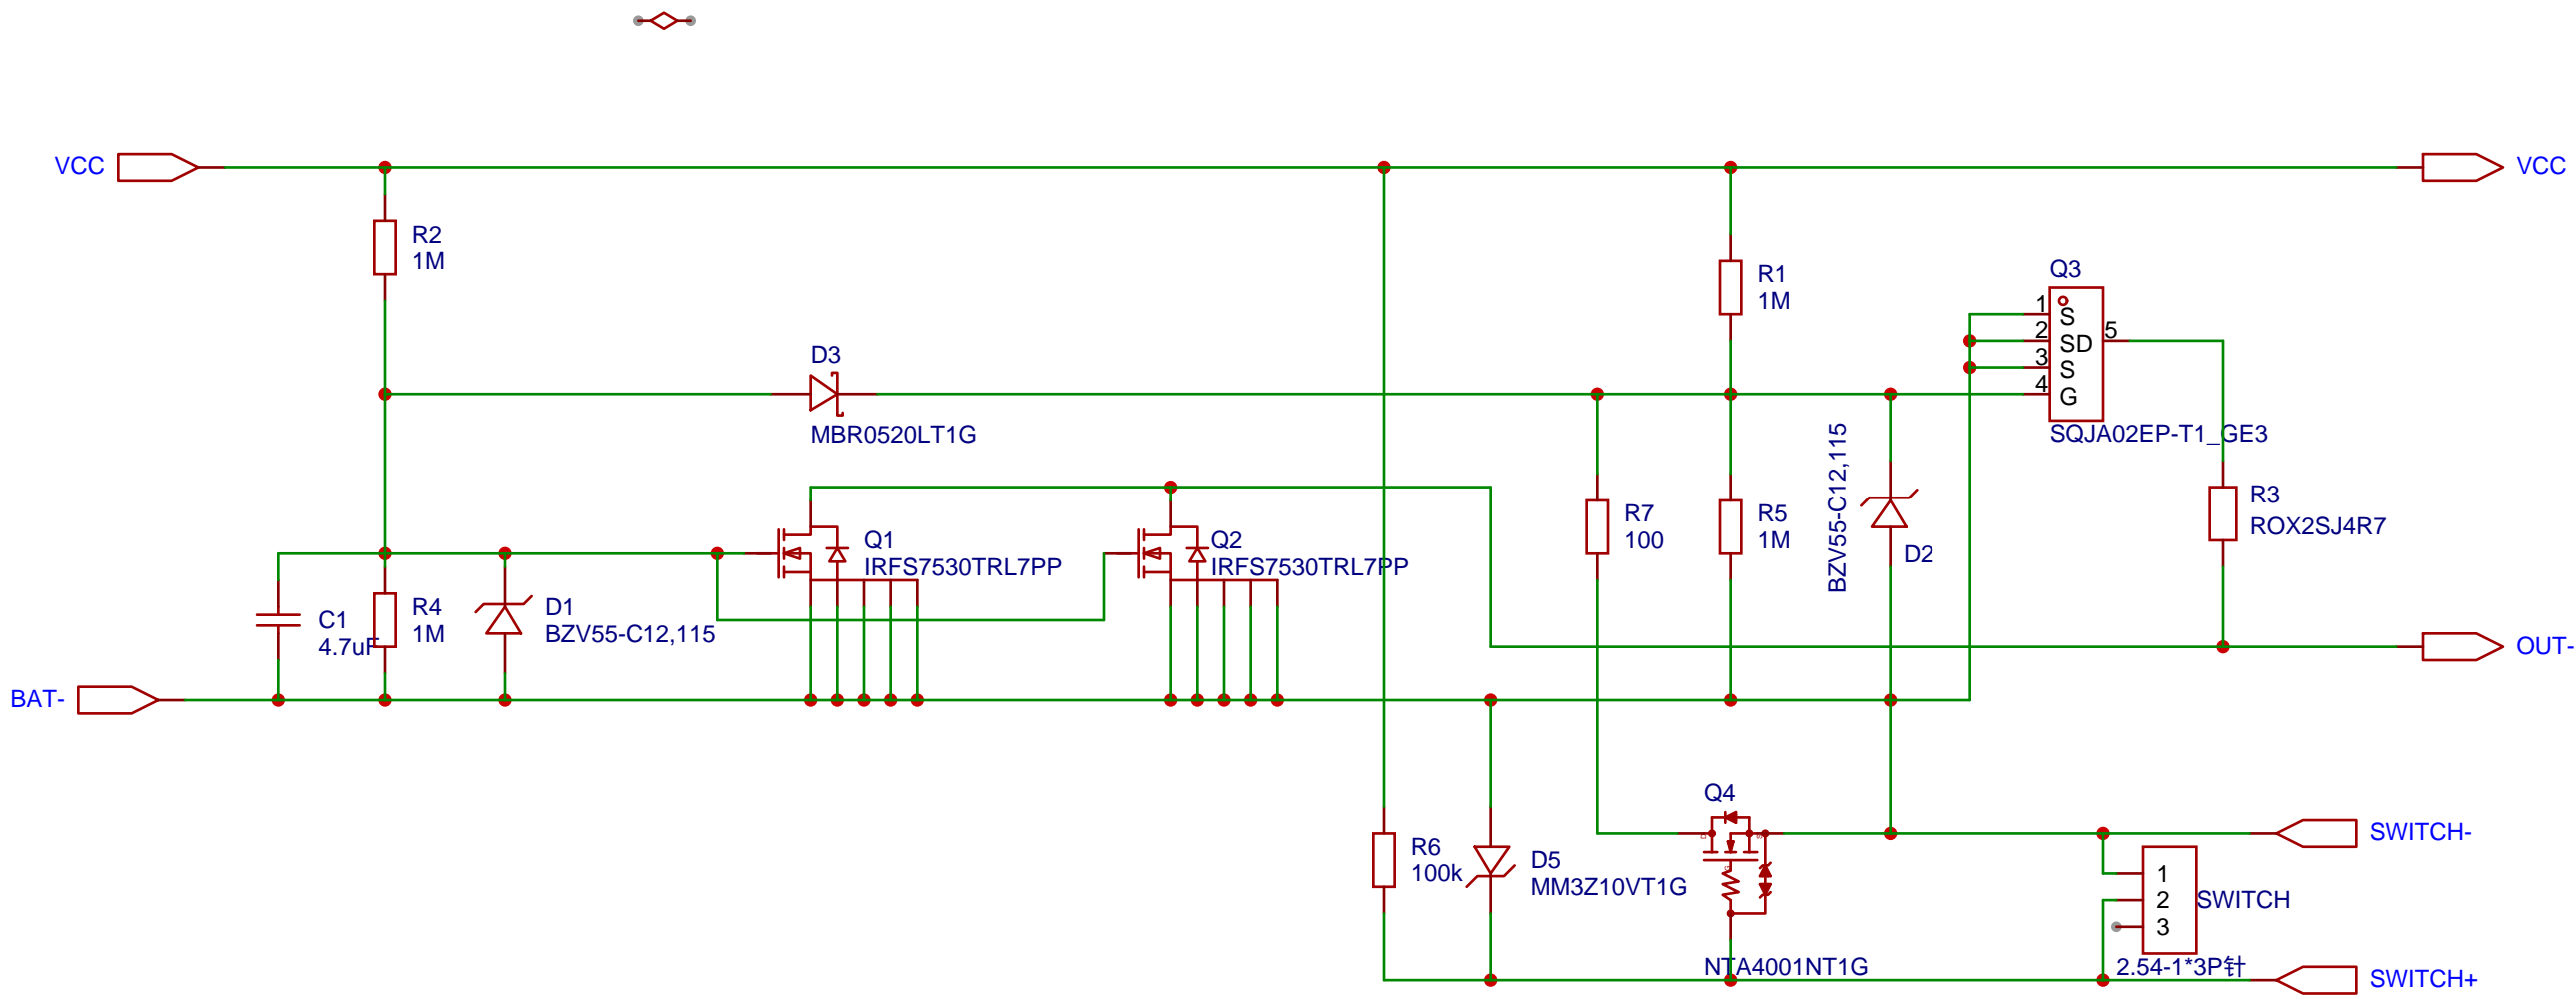 VCC
VCC
R2
1M
R1
1M
Q3
1
S
2
SD
5
3
S
4
G
SQJA02EP-T1_GE3
D3
MBR0520LT1G
BZV55-C12,115
D2
R7
100
R5
1M
R3
ROX2SJ4R7
Q1
IRFS7530TRL7PP
Q2
IRFS7530TRL7PP
C1
4.7uF
R4
1M
D1
BZV55-C12,115
OUT-
BAT-
Q4
SWITCH-
R6
100k
D5
MM3Z10VT1G
1
2
3
SWITCH
NTA4001NT1G
2.54-1*3P针
SWITCH+